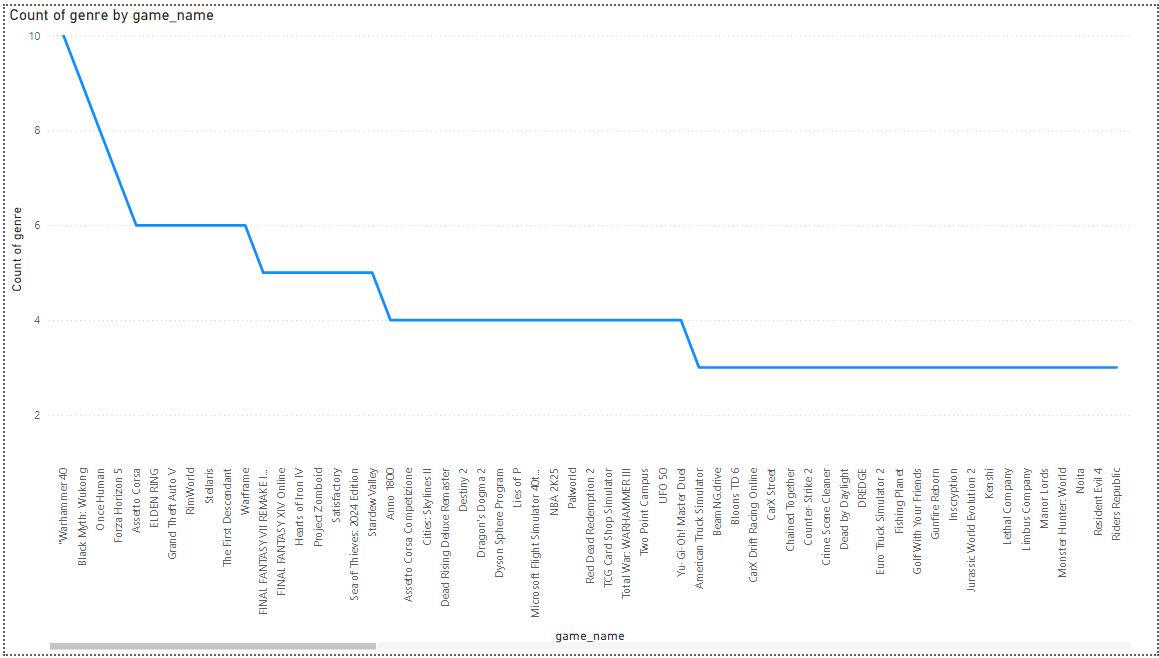 Count of genre by game_name
10
8
6
4
2
Count of genre
"Warhammer 40
Black Myth: Wukong
Once Human
Forza Horizon 5
Assetto Corsa
ELDEN RING
Grand Theft Auto V
RimWorld
Stellaris
The First Descendant
Warframe
FINAL FANTASY VII REMAKE I...
FINAL FANTASY XIV Online
Hearts of Iron IV
Project Zomboid
Satisfactory
Sea of Thieves: 2024 Edition
Stardew Valley
Anno 1800
Assetto Corsa Competizione
Cities: Skylines II
Dead Rising Deluxe Remaster
Destiny 2
Dragon's Dogma 2
Dyson Sphere Program
Lies of P
Microsoft Flight Simulator 40t...
NBA 2K25
Palworld
Red Dead Redemption 2
TCG Card Shop Simulator
Total War: WARHAMMER III
Two Point Campus
UFO 50
Yu-Gi-Oh! Master Duel
American Truck Simulator
BeamNG.drive
Bloons TD 6
CarX Drift Racing Online
CarX Street
Chained Together
Counter-Strike 2
Crime Scene Cleaner
Dead by Daylight
DREDGE
Euro Truck Simulator 2
Fishing Planet
Golf With Your Friends
Gunfire Reborn
Inscryption
Jurassic World Evolution 2
Kenshi
Lethal Company
Limbus Company
Manor Lords
Monster Hunter: World
Noita
Resident Evil 4
Riders Republic
game_name